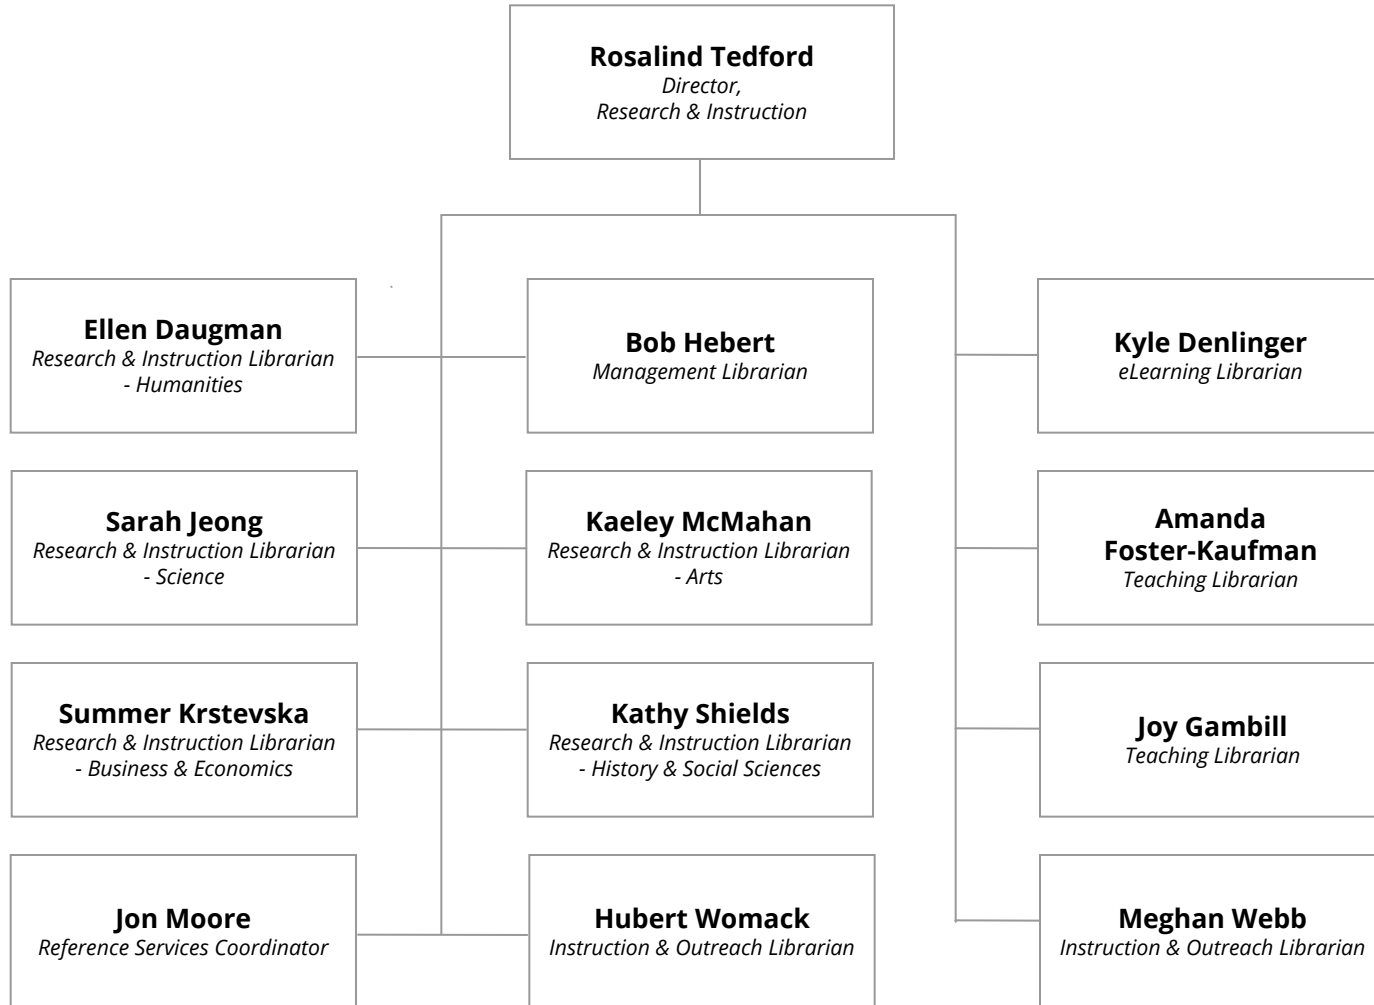 Rosalind Tedford
Director,
Research & Instruction
Ellen Daugman
Research & Instruction Librarian
- Humanities
Bob Hebert
Management Librarian
Kyle Denlinger
eLearning Librarian
Sarah Jeong
Research & Instruction Librarian
- Science
Kaeley McMahan
Research & Instruction Librarian
- Arts
Amanda
Foster-Kaufman
Teaching Librarian
Summer Krstevska
Research & Instruction Librarian
- Business & Economics
Kathy Shields
Research & Instruction Librarian
- History & Social Sciences
Joy Gambill
Teaching Librarian
Jon Moore
Reference Services Coordinator
Hubert Womack
Instruction & Outreach Librarian
Meghan Webb
Instruction & Outreach Librarian